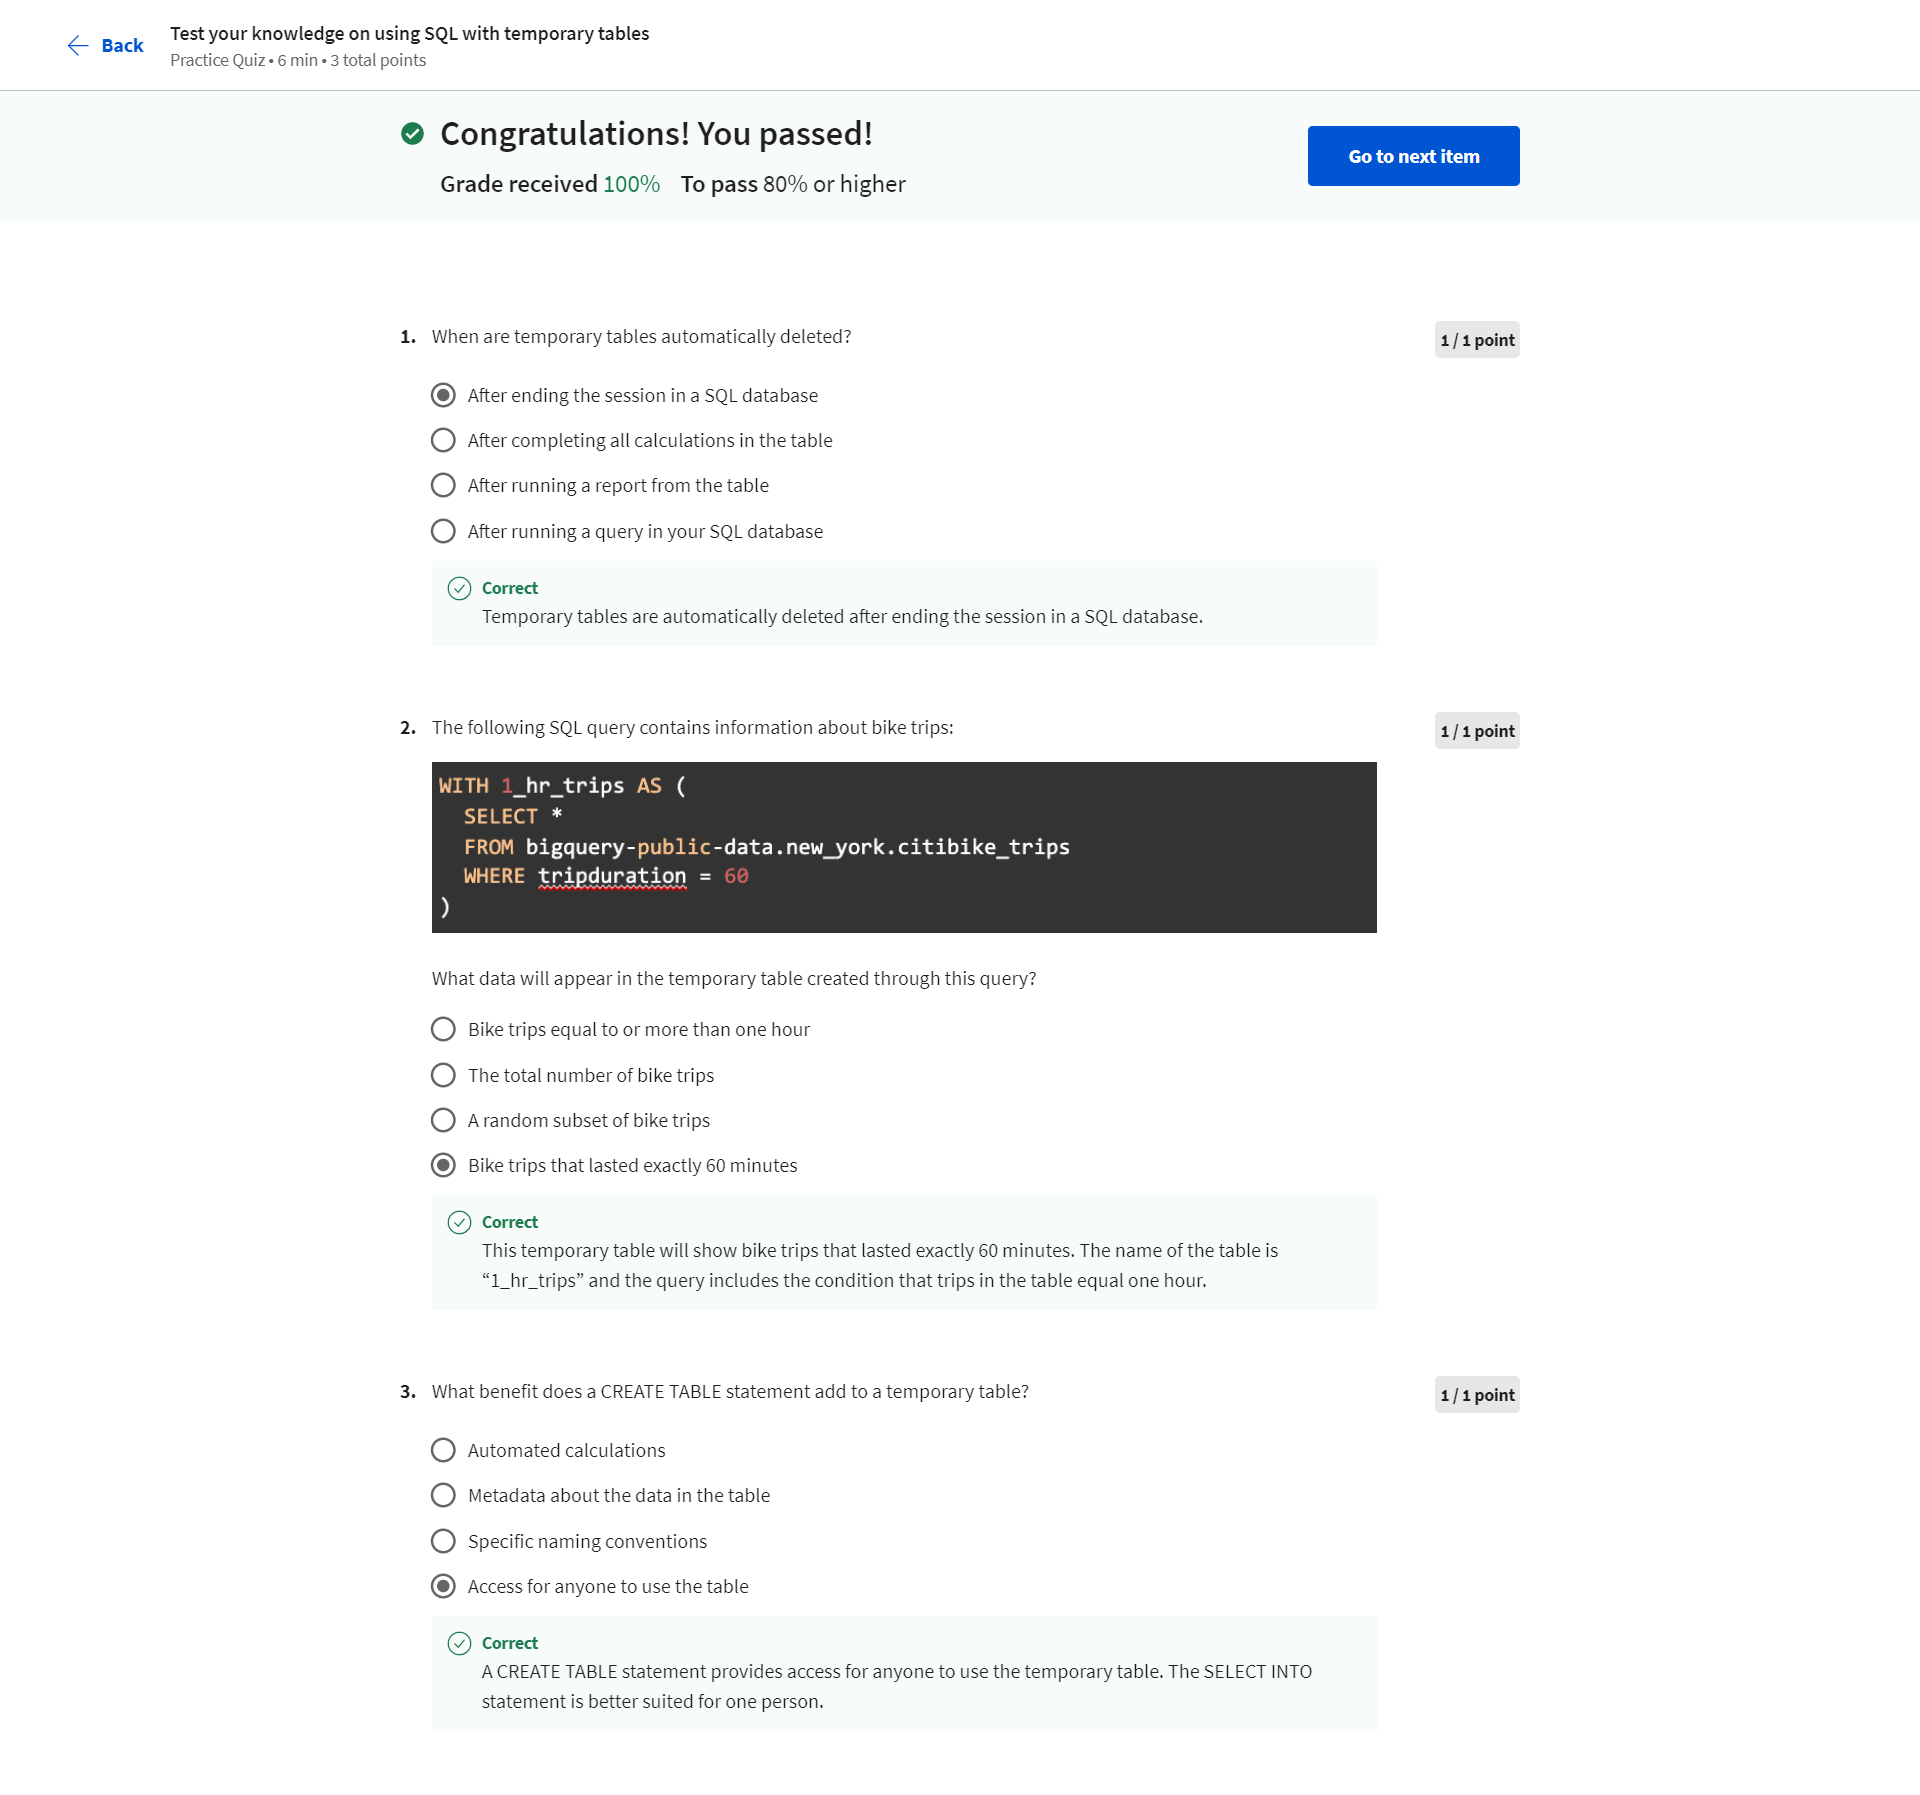 Back
Test your knowledge on using SQL with temporary tables
Practice Quiz • 6 min • 3 total points
Congratulations! You passed!
Grade received 100% To pass 80% or higher
Go to next item
1. When are temporary tables automatically deleted?
1 / 1 point
After ending the session in a SQL database
After completing all calculations in the table
After running a report from the table
After running a query in your SQL database
Correct
Temporary tables are automatically deleted after ending the session in a SQL database.
2. The following SQL query contains information about bike trips:
1 / 1 point
WITH 1_hr_trips AS (
SELECT *
FROM bigquery-public-data.new_york.citibike_trips
WHERE tripduration = 60
)
What data will appear in the temporary table created through this query?
Bike trips equal to or more than one hour
The total number of bike trips
A random subset of bike trips
Bike trips that lasted exactly 60 minutes
Correct
This temporary table will show bike trips that lasted exactly 60 minutes. The name of the table is
“1_hr_trips” and the query includes the condition that trips in the table equal one hour.
3. What benefit does a CREATE TABLE statement add to a temporary table?
1 / 1 point
Automated calculations
Metadata about the data in the table
Specific naming conventions
Access for anyone to use the table
Correct
A CREATE TABLE statement provides access for anyone to use the temporary table. The SELECT INTO
statement is better suited for one person.